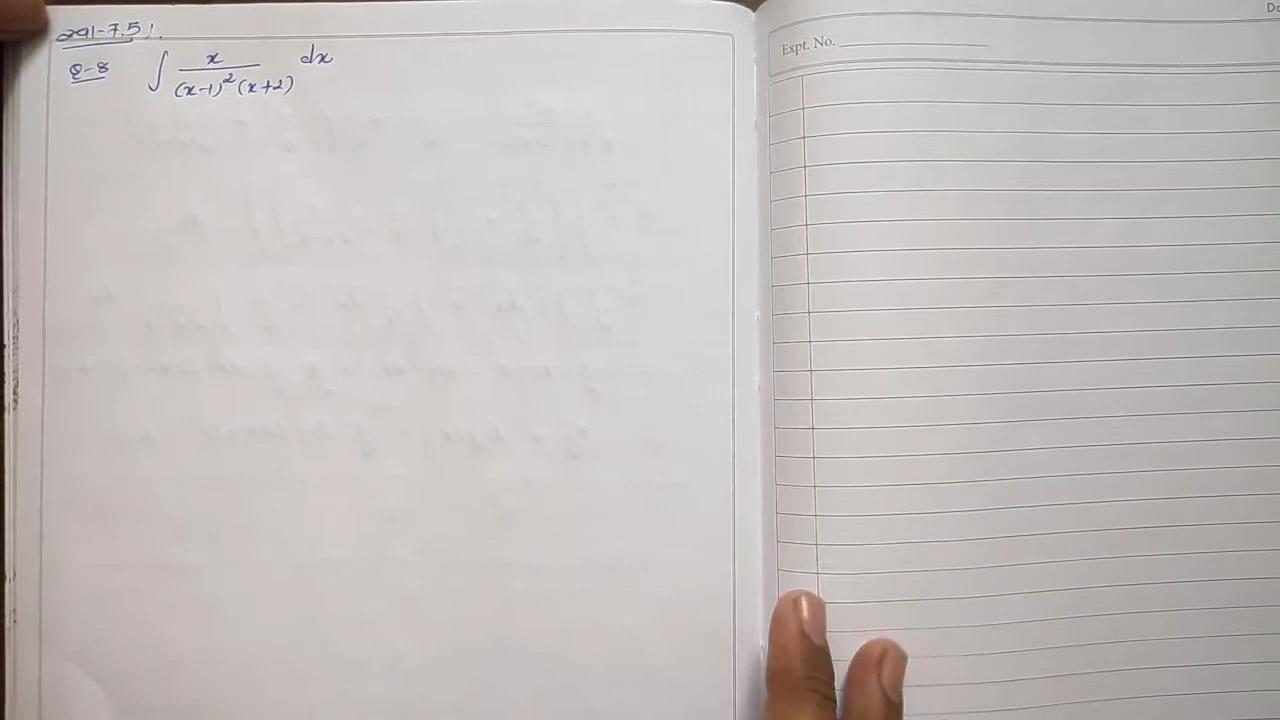 Ex-7.5!.
Q-8 ∫ x / (x-1)² (x+2) dx
Expt. No.